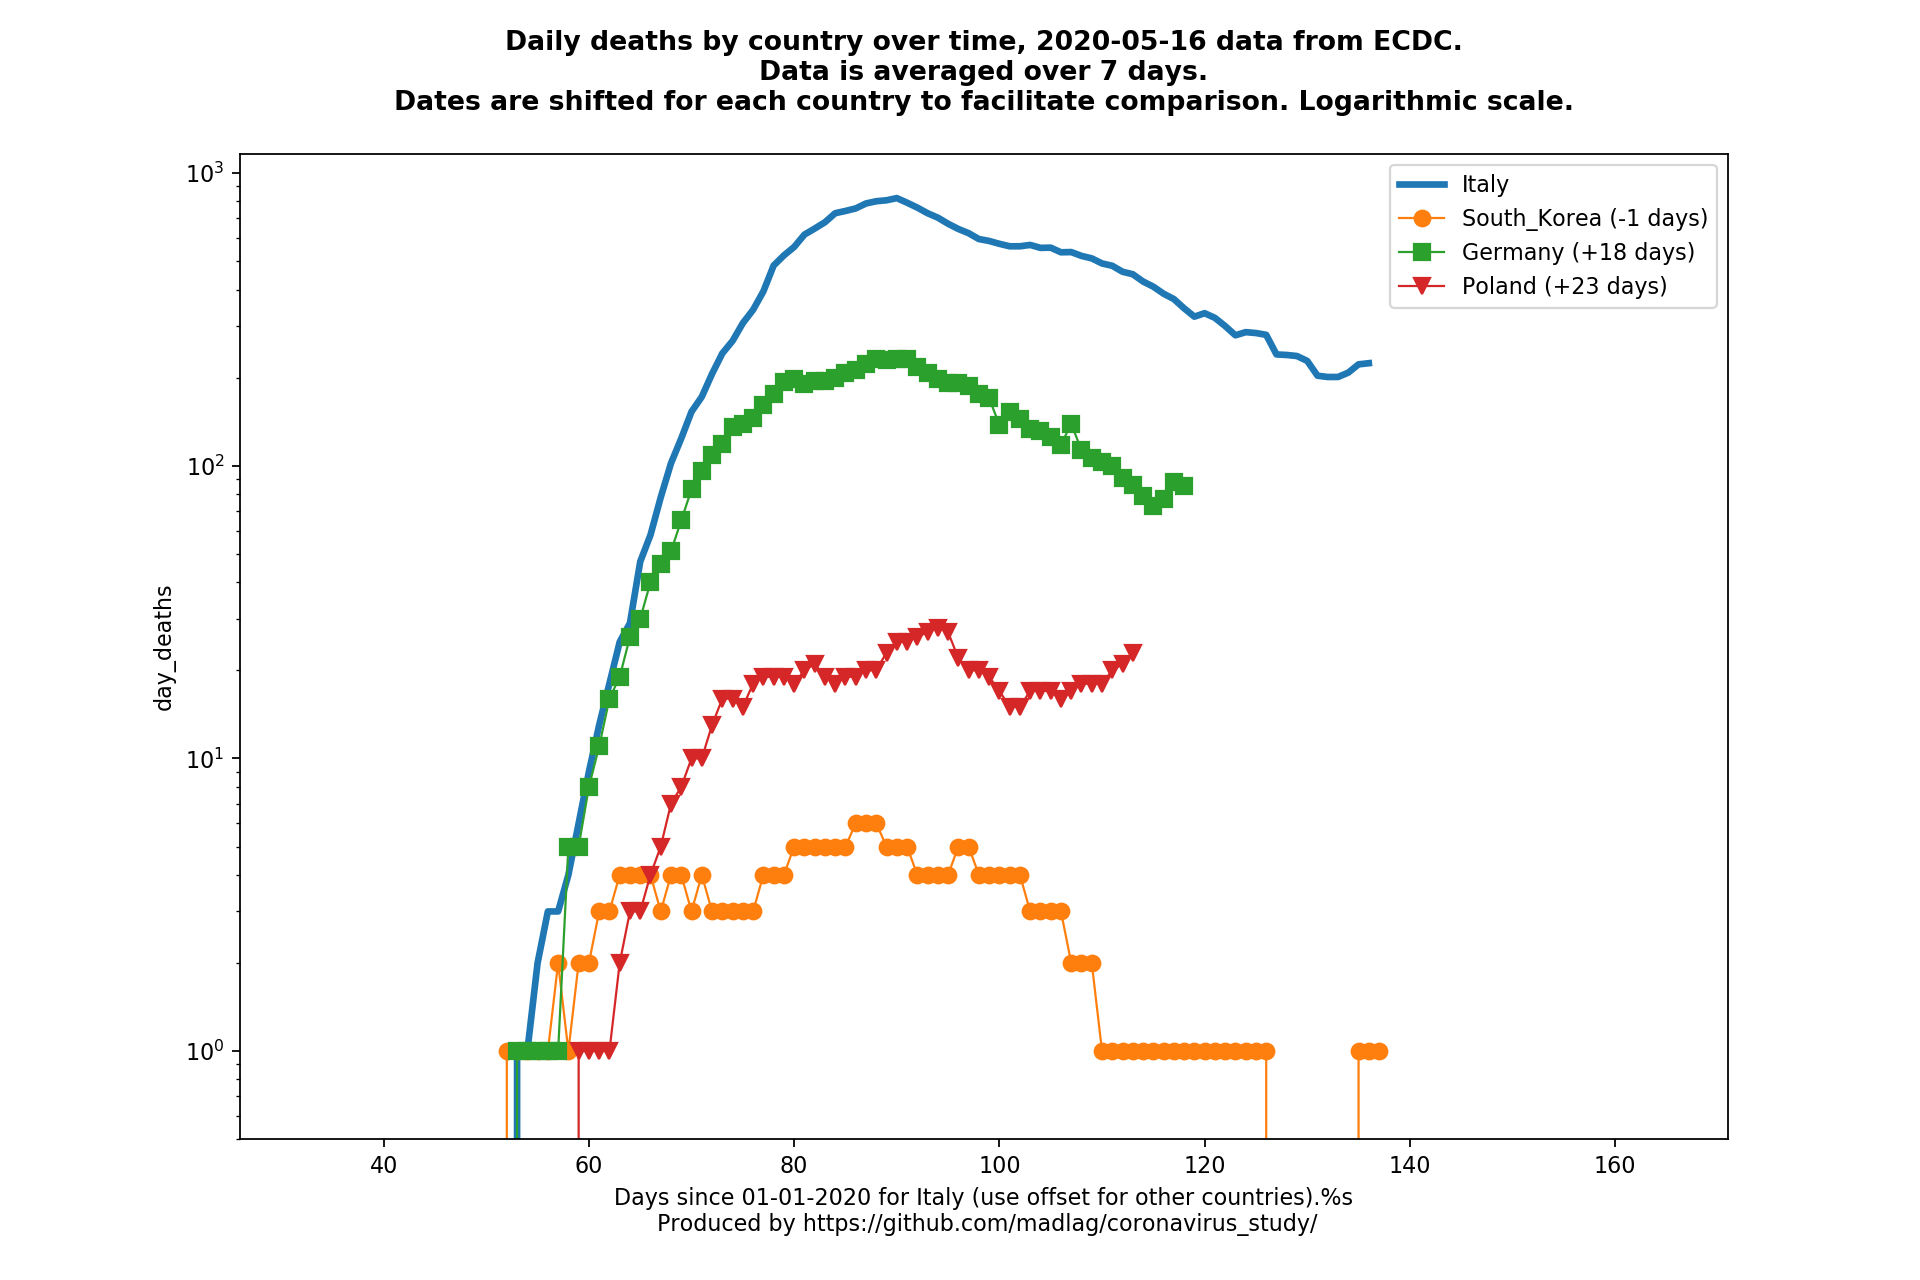 Daily deaths by country over time, 2020-05-16 data from ECDC.
Data is averaged over 7 days.
Dates are shifted for each country to facilitate comparison. Logarithmic scale.
10³
10²
10¹
10⁰
day_deaths
Italy
South_Korea (-1 days)
Germany (+18 days)
Poland (+23 days)
40 60 80 100 120 140 160
Days since 01-01-2020 for Italy (use offset for other countries).%s
Produced by https://github.com/madlag/coronavirus_study/